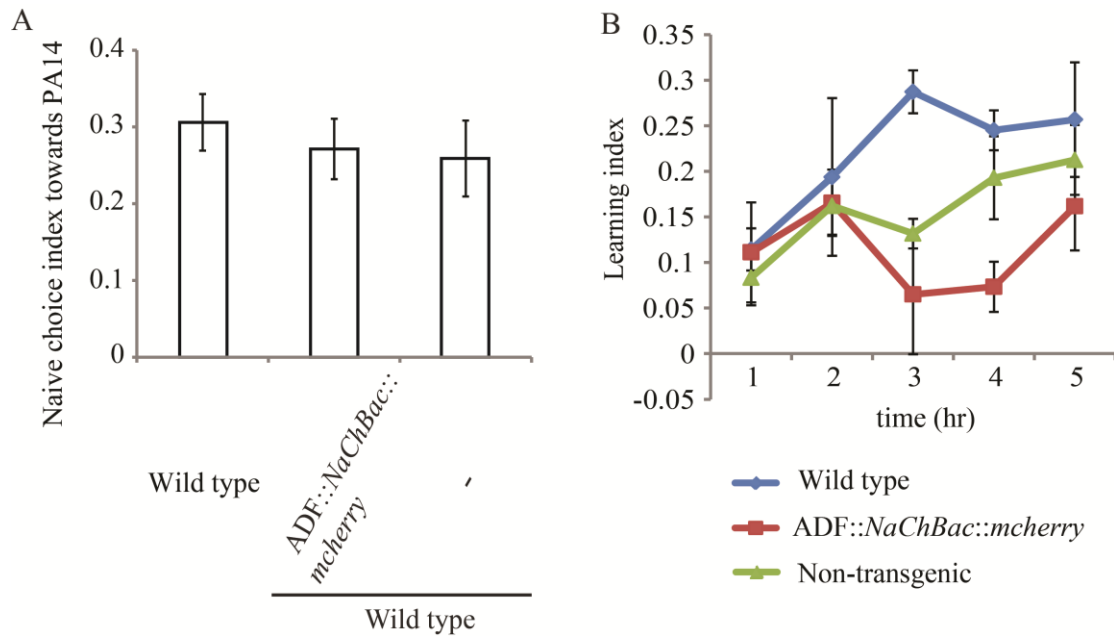 A
Naive choice index towards PA14
0.4
0.3
0.2
0.1
0
Wild type
ADF::NaChBac::
mcherry
-
Wild type
B
Learning index
0.35
0.3
0.25
0.2
0.15
0.1
0.05
0
-0.05
1 2 3 4 5
time (hr)
Wild type
ADF::NaChBac::mcherry
Non-transgenic